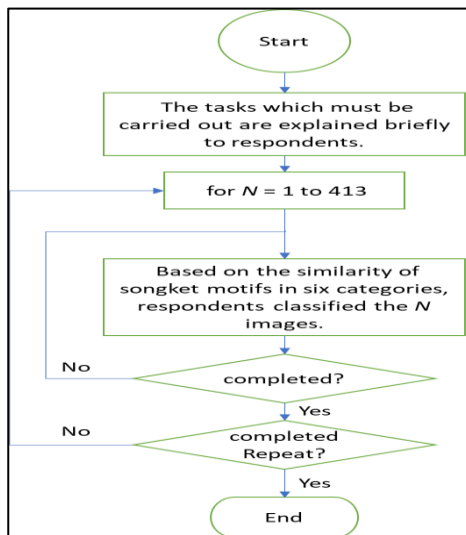 Start
The tasks which must be
carried out are explained briefly
to respondents.
for N = 1 to 413
Based on the similarity of
songket motifs in six categories,
respondents classified the N
images.
No
completed?
Yes
No
completed
Repeat?
Yes
End